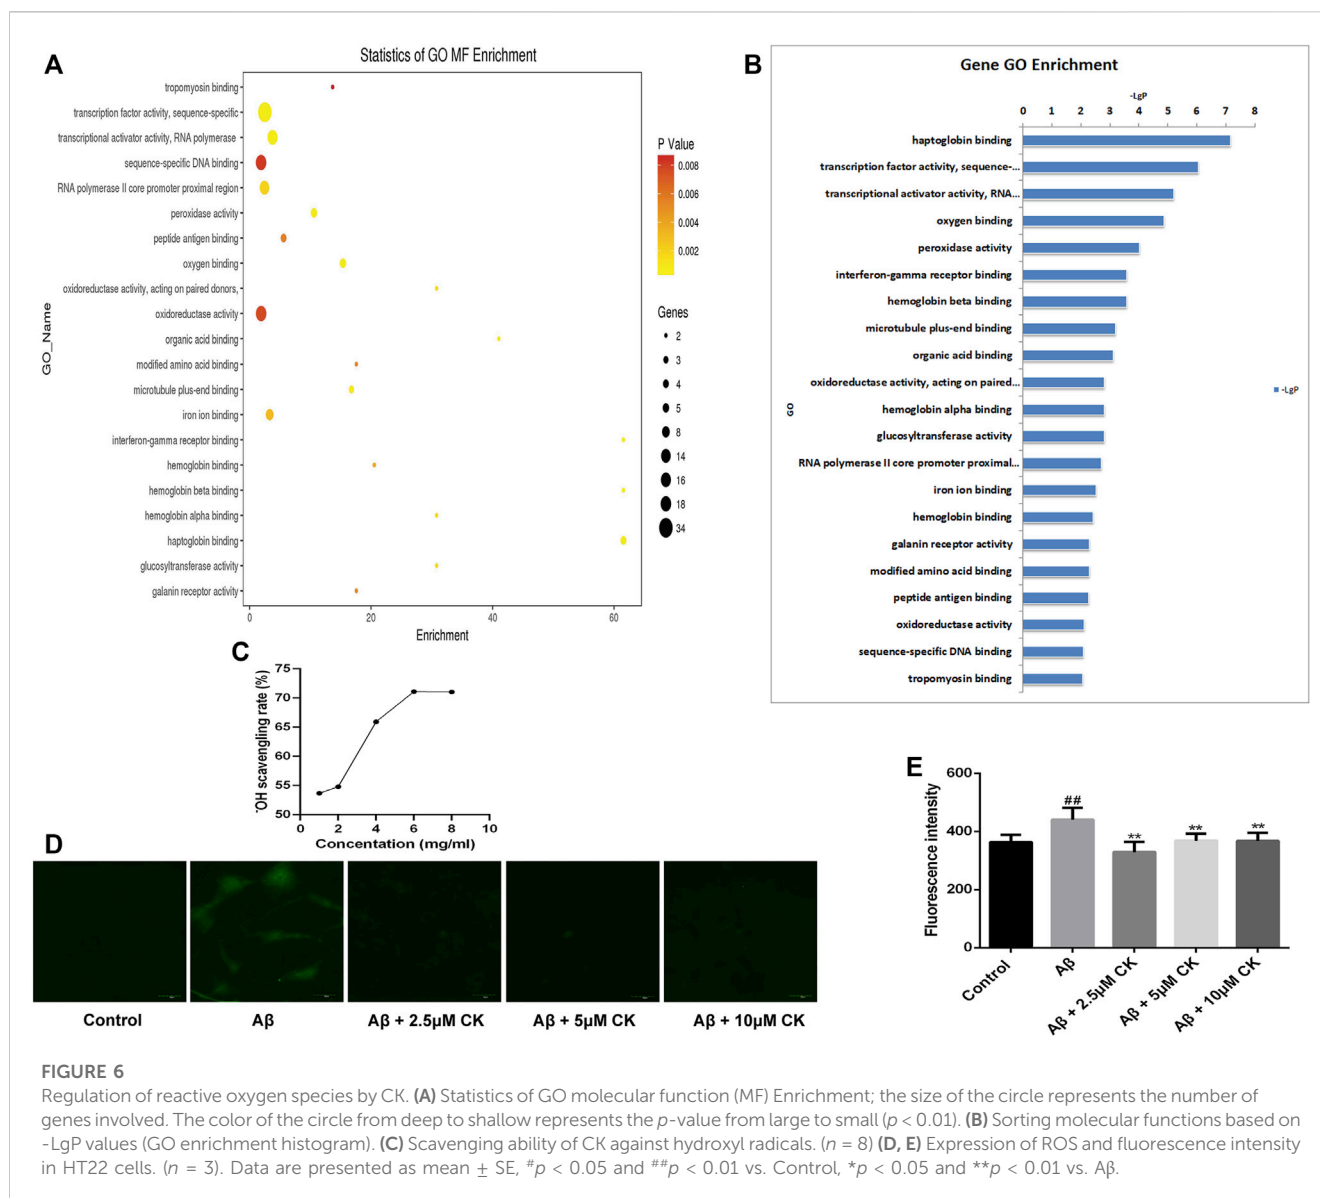 A
Statistics of GO MF Enrichment
GO_Name
tropomyosin binding
transcription factor activity, sequence-specific
transcriptional activator activity, RNA polymerase
sequence-specific DNA binding
RNA polymerase II core promoter proximal region
peroxidase activity
peptide antigen binding
oxygen binding
oxidoreductase activity, acting on paired donors,
oxidoreductase activity
organic acid binding
modified amino acid binding
microtubule plus-end binding
iron ion binding
interferon-gamma receptor binding
hemoglobin binding
hemoglobin beta binding
hemoglobin alpha binding
haptoglobin binding
glucosyltransferase activity
galanin receptor activity
0 20 40 60
Enrichment
P Value
0.008
0.006
0.004
0.002
Genes
2
3
4
5
8
14
16
18
34
B
Gene GO Enrichment
-LgP
0 1 2 3 4 5 6 7 8
GO
haptoglobin binding
transcription factor activity, sequence-...
transcriptional activator activity, RNA...
oxygen binding
peroxidase activity
interferon-gamma receptor binding
hemoglobin beta binding
microtubule plus-end binding
organic acid binding
oxidoreductase activity, acting on paired...
hemoglobin alpha binding
glucosyltransferase activity
RNA polymerase II core promoter proximal...
iron ion binding
hemoglobin binding
galanin receptor activity
modified amino acid binding
peptide antigen binding
oxidoreductase activity
sequence-specific DNA binding
tropomyosin binding
-LgP
C
-OH scavengling rate (%)
75
70
65
60
55
50
0 2 4 6 8 10
Concentation (mg/ml)
D
Control
Aβ
Aβ + 2.5μM CK
Aβ + 5μM CK
Aβ + 10μM CK
E
Fluorescence intensity
600
400
200
0
##
**
**
**
Control
Aβ
Aβ + 2.5μM CK
Aβ + 5μM CK
Aβ + 10μM CK
FIGURE 6
Regulation of reactive oxygen species by CK. (A) Statistics of GO molecular function (MF) Enrichment; the size of the circle represents the number of
genes involved. The color of the circle from deep to shallow represents the p-value from large to small (p < 0.01). (B) Sorting molecular functions based on
-LgP values (GO enrichment histogram). (C) Scavenging ability of CK against hydroxyl radicals. (n = 8) (D, E) Expression of ROS and fluorescence intensity
in HT22 cells. (n = 3). Data are presented as mean ± SE, #p < 0.05 and ##p < 0.01 vs. Control, *p < 0.05 and **p < 0.01 vs. Aβ.